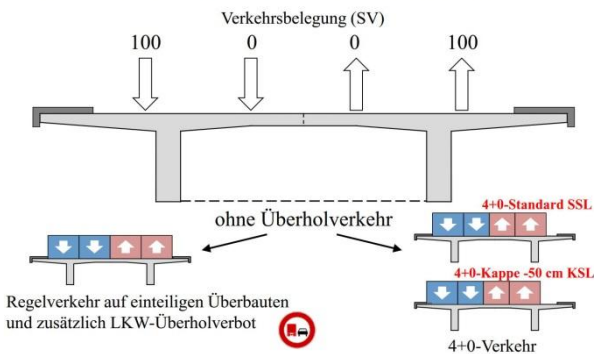 Verkehrsbelegung (SV)
100 0 0 100
ohne Überholverkehr
4+0-Standard SSL
4+0-Kappe -50 cm KSL
Regelverkehr auf einteiligen Überbauten
und zusätzlich LKW-Überholverbot
4+0-Verkehr